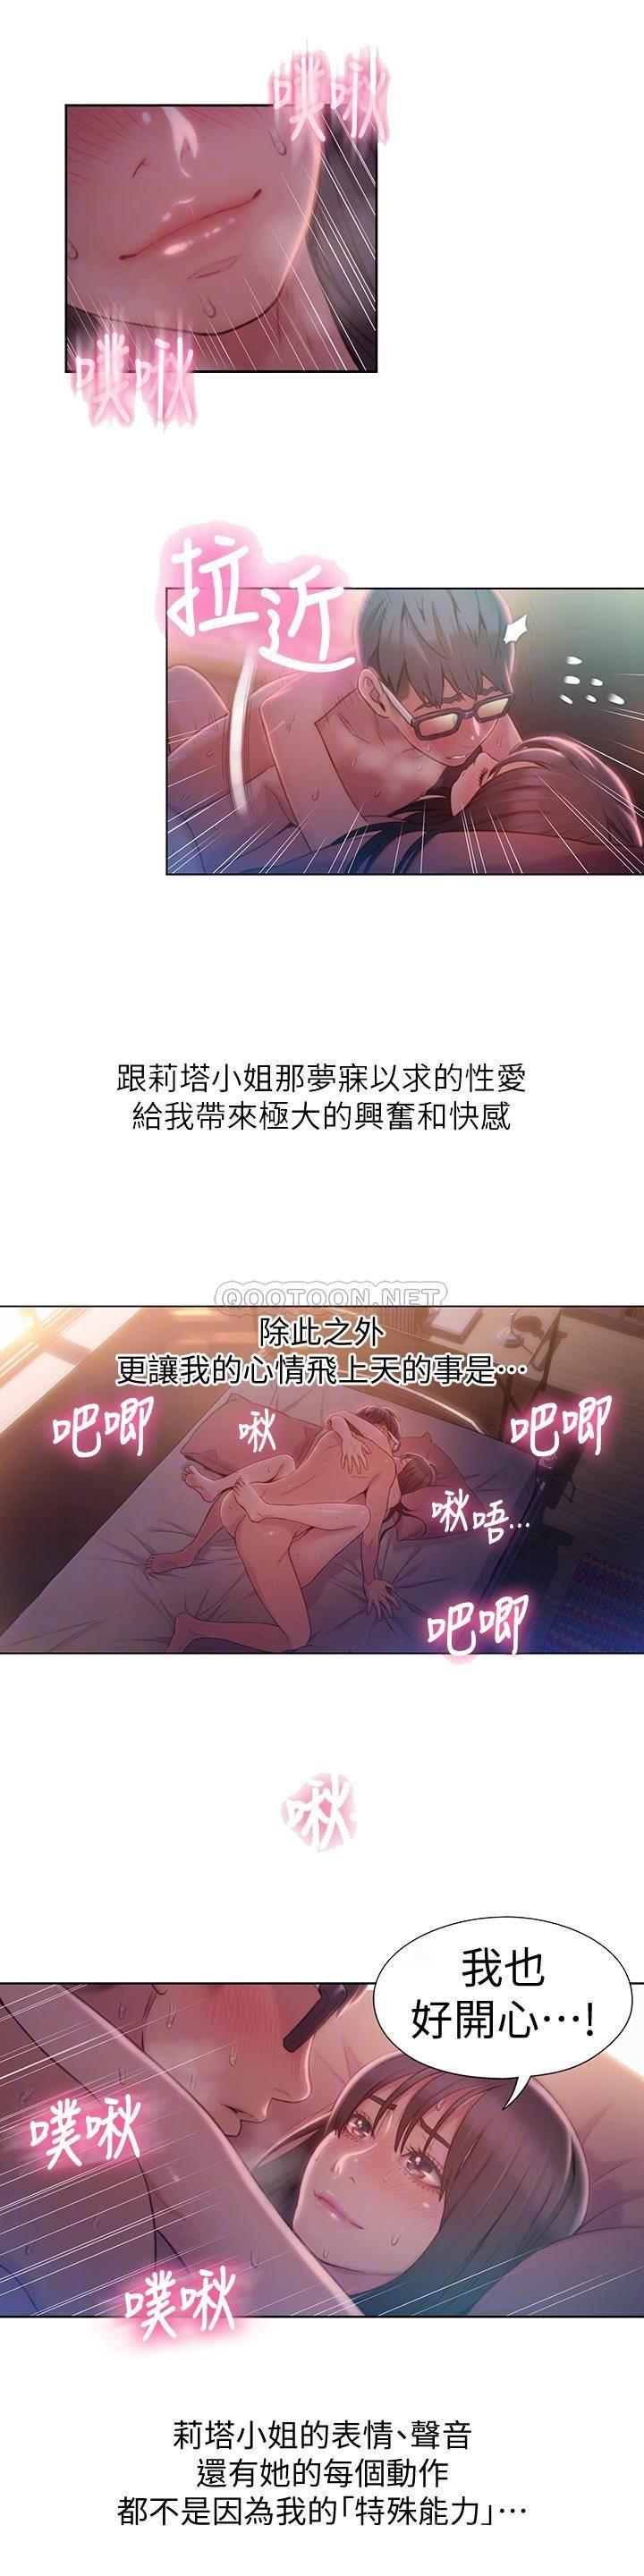 噗啾
噗啾
拉近
跟莉塔小姐那夢寐以求的性愛
給我帶來極大的興奮和快感
QOOTOON.NET
除此之外
更讓我的心情飛上天的事是…
吧唧
啾
吧唧
啾唔…
吧唧
啾
我也
好開心…!
噗啾
噗啾
莉塔小姐的表情、聲音
還有她的每個動作
都不是因為我的「特殊能力」…